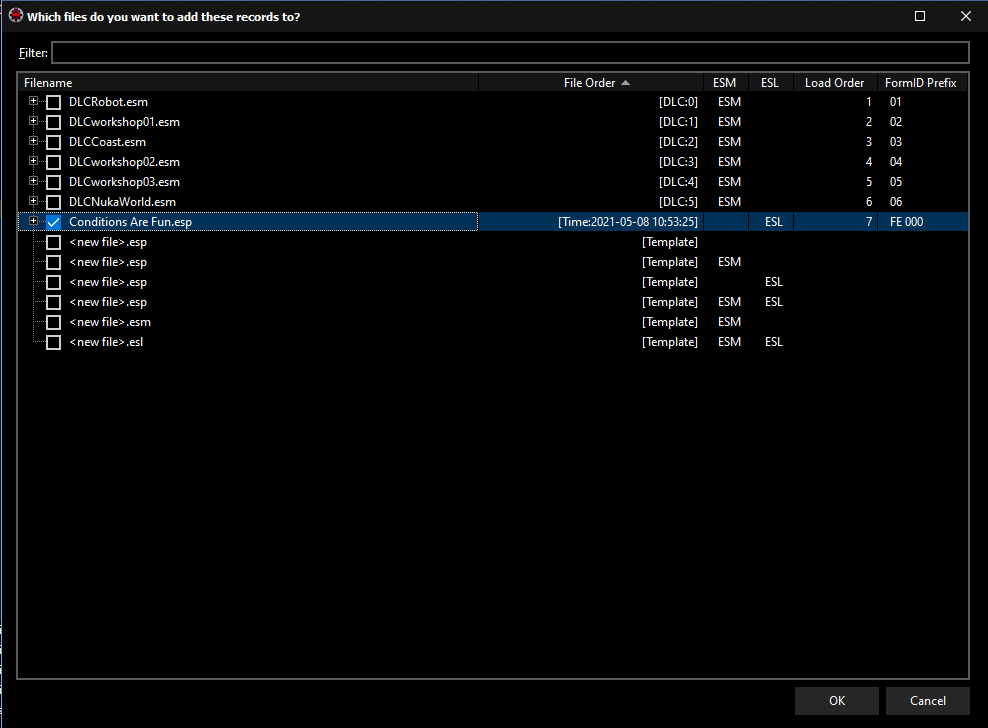 Which files do you want to add these records to?
Filter:
Filename File Order ESM ESL Load Order FormID Prefix
DLCRobot.esm [DLC:0] ESM 1 01
DLCworkshop01.esm [DLC:1] ESM 2 02
DLCCoast.esm [DLC:2] ESM 3 03
DLCworkshop02.esm [DLC:3] ESM 4 04
DLCworkshop03.esm [DLC:4] ESM 5 05
DLCNukaWorld.esm [DLC:5] ESM 6 06
Conditions Are Fun.esp [Time:2021-05-08 10:53:25] ESL 7 FE 000
<new file>.esp [Template]
<new file>.esp [Template] ESM
<new file>.esp [Template] ESL
<new file>.esp [Template] ESM ESL
<new file>.esm [Template] ESM
<new file>.esl [Template] ESM ESL
OK Cancel